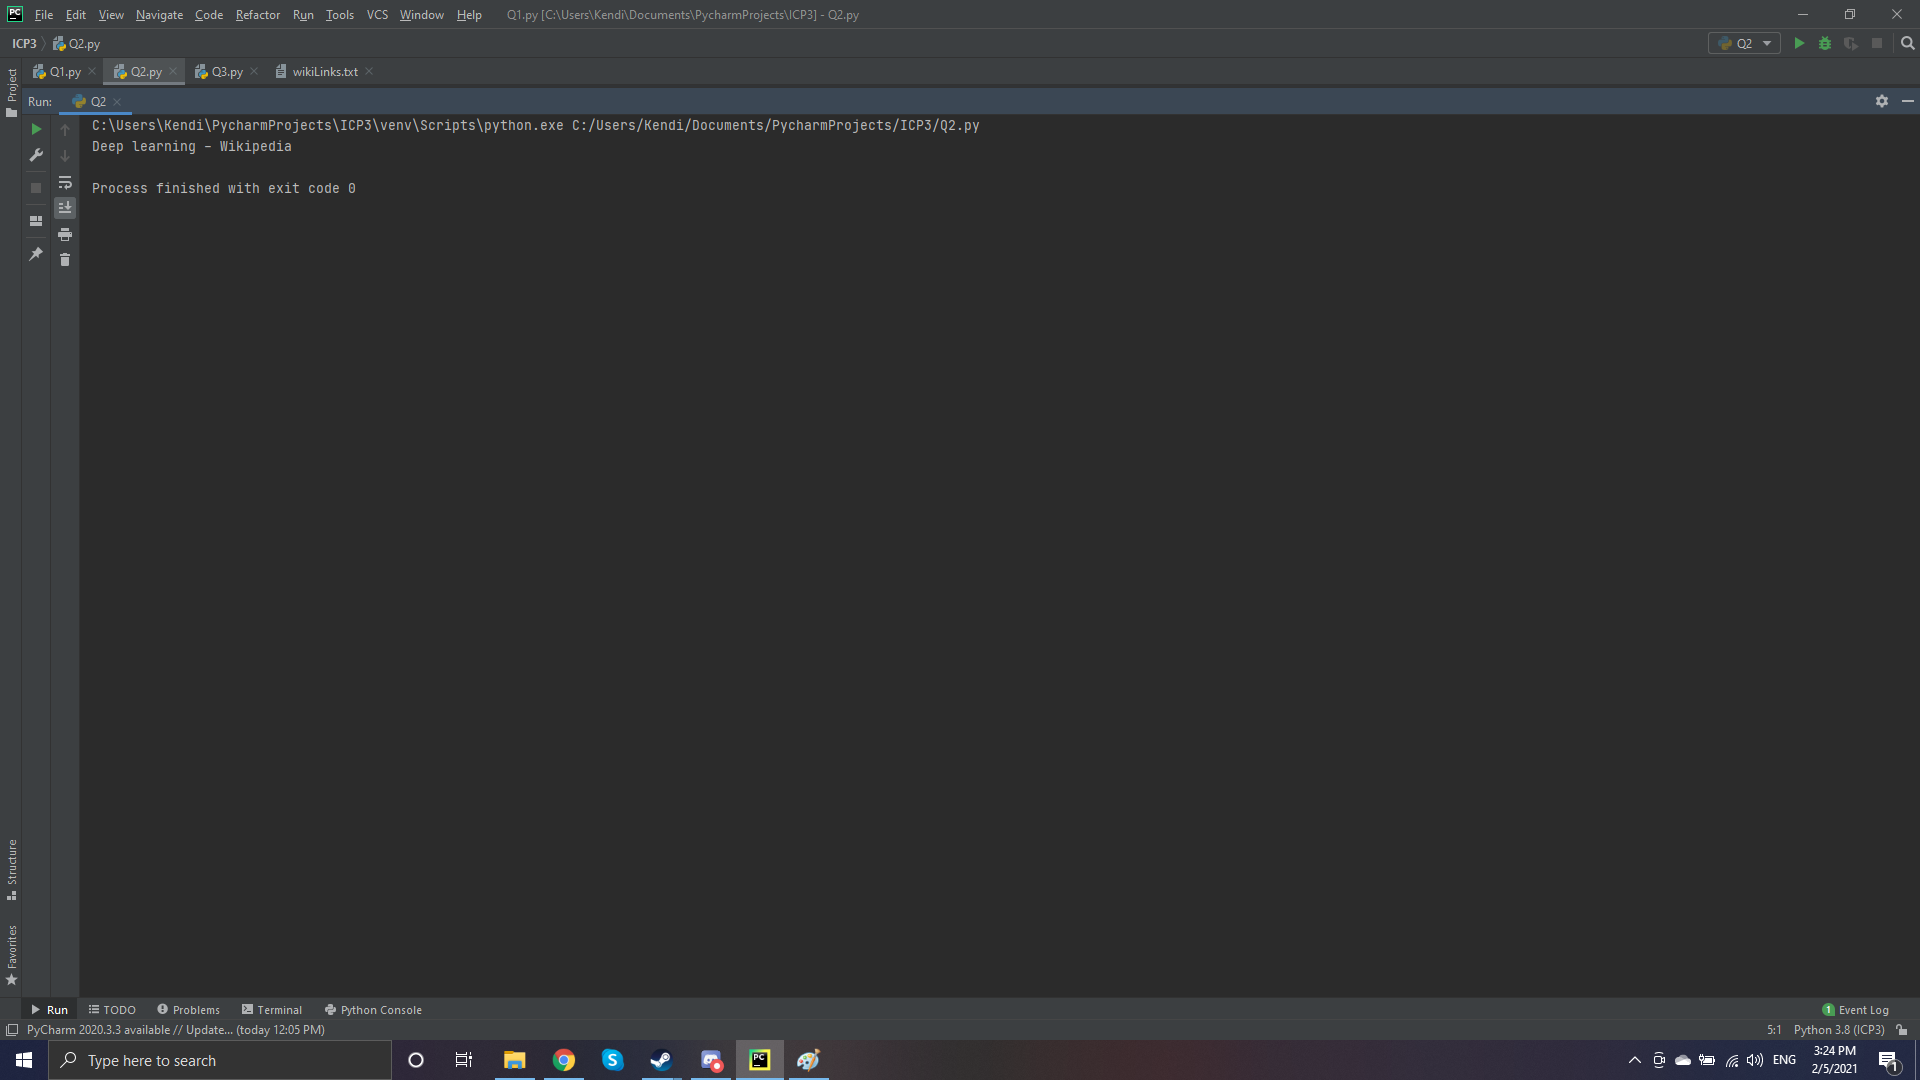 PC File Edit View Navigate Code Refactor Run Tools VCS Window Help Q1.py [C:\Users\Kendi\Documents\PycharmProjects\ICP3] - Q2.py
ICP3 Q2.py Q2
Project
Q1.py Q2.py Q3.py wikiLinks.txt
Run: Q2
C:\Users\Kendi\PycharmProjects\ICP3\venv\Scripts\python.exe C:/Users/Kendi/Documents/PycharmProjects/ICP3/Q2.py
Deep learning - Wikipedia
Process finished with exit code 0
Structure
Favorites
Run TODO Problems Terminal Python Console 1 Event Log
PyCharm 2020.3.3 available // Update... (today 12:05 PM) 5:1 Python 3.8 (ICP3)
Type here to search S PC ENG 3:24 PM 1
2/5/2021